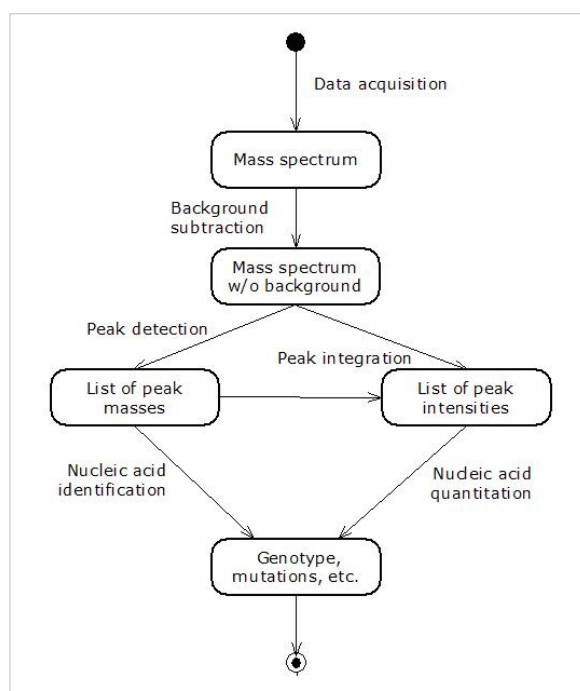 Data acquisition
Mass spectrum
Background
subtraction
Mass spectrum
w/o background
Peak detection
Peak integration
List of peak
masses
List of peak
intensities
Nucleic acid
identification
Nucleic acid
quantitation
Genotype,
mutations, etc.